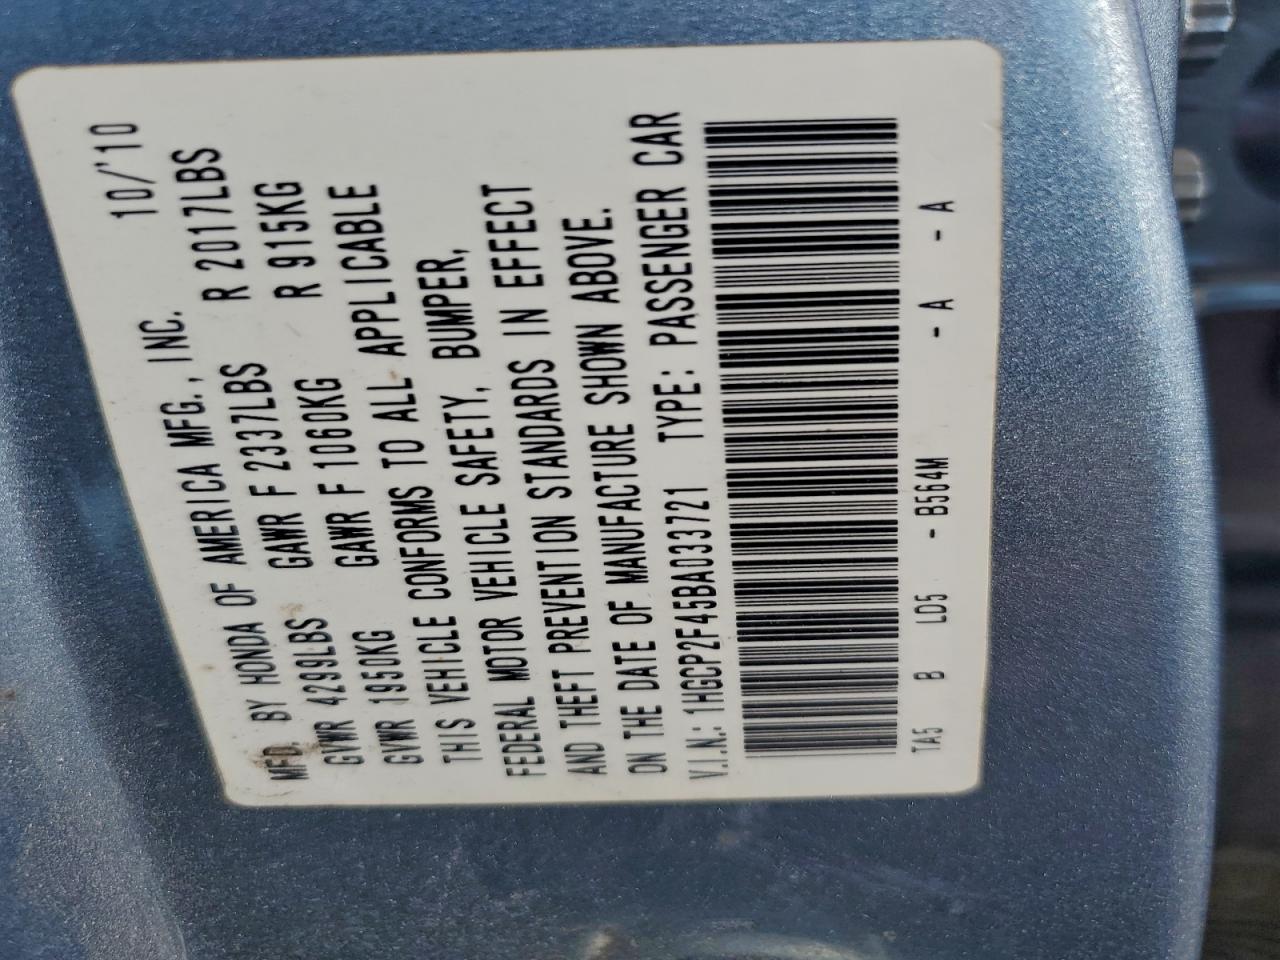 MFD. BY HONDA OF AMERICA MFG., INC. 10/'10
GVWR 4299LBS GAWR F 2337LBS R 2017LBS
GVWR 1950KG GAWR F 1060KG R 915KG
THIS VEHICLE CONFORMS TO ALL APPLICABLE
FEDERAL MOTOR VEHICLE SAFETY, BUMPER,
AND THEFT PREVENTION STANDARDS IN EFFECT
ON THE DATE OF MANUFACTURE SHOWN ABOVE.
V.I.N.: 1HGCP2F45BA033721 TYPE: PASSENGER CAR
TA5 B LD5 - B564M - A - A